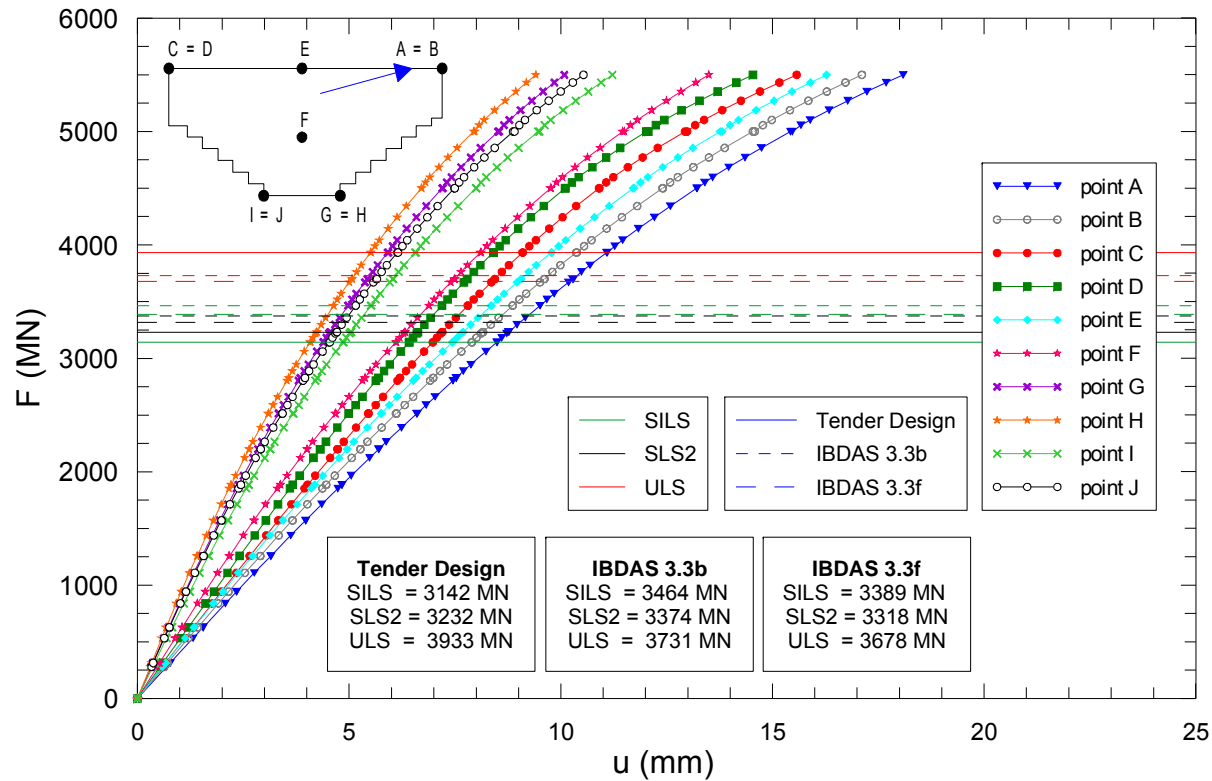 6000
5000
4000
3000
2000
1000
0
F (MN)
C = D
E
A = B
F
I = J
G = H
point A
point B
point C
point D
point E
point F
point G
point H
point I
point J
SILS
SLS2
ULS
Tender Design
IBDAS 3.3b
IBDAS 3.3f
Tender Design
SILS = 3142 MN
SLS2 = 3232 MN
ULS = 3933 MN
IBDAS 3.3b
SILS = 3464 MN
SLS2 = 3374 MN
ULS = 3731 MN
IBDAS 3.3f
SILS = 3389 MN
SLS2 = 3318 MN
ULS = 3678 MN
0 5 10 15 20 25
u (mm)